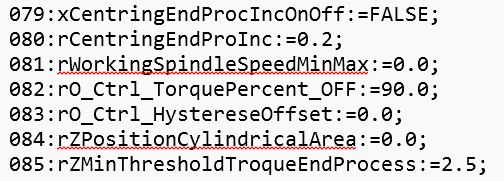 079:xCentringEndProcIncOnOff:=FALSE;
080:rCentringEndProInc:=0.2;
081:rWorkingSpindleSpeedMinMax:=0.0;
082:rO_Ctrl_TorquePercent_OFF:=90.0;
083:rO_Ctrl_HystereseOffset:=0.0;
084:rZPositionCylindricalArea:=0.0;
085:rZMinThresholdTroqueEndProcess:=2.5;